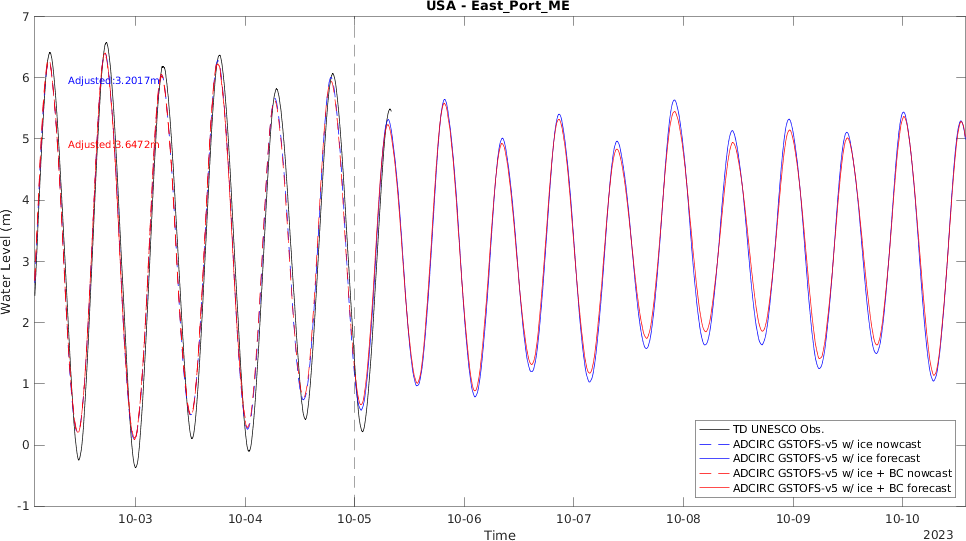 USA - East_Port_ME
7
6
5
4
3
2
1
0
-1
Water Level (m)
Adjusted:3.2017m
Adjusted:3.6472m
TD UNESCO Obs.
ADCIRC GSTOFS-v5 w/ ice nowcast
ADCIRC GSTOFS-v5 w/ ice forecast
ADCIRC GSTOFS-v5 w/ ice + BC nowcast
ADCIRC GSTOFS-v5 w/ ice + BC forecast
10-03 10-04 10-05 10-06 10-07 10-08 10-09 10-10
Time
2023